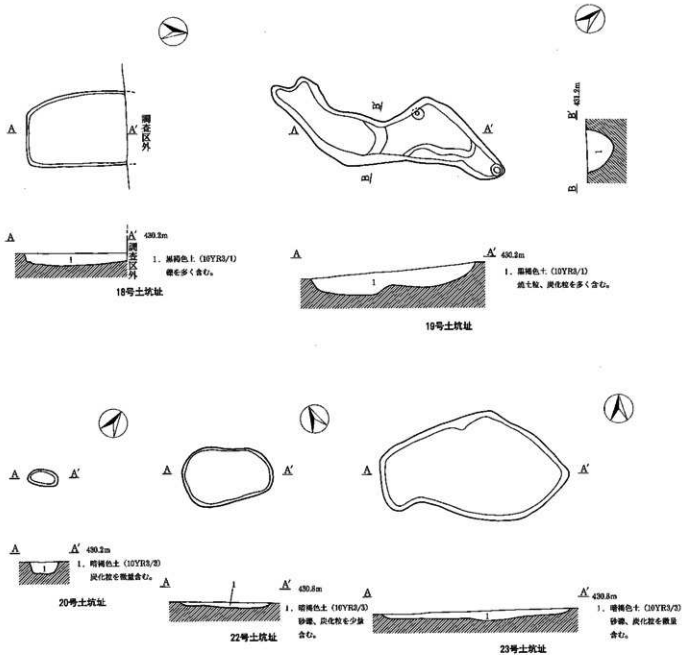 A
A'
調査区外
A
A'
430.2m
調査区外
1
1. 黒褐色土 (10YR3/1)
礫を多く含む。
18号土坑址
A
A'
B'
B
A
A'
430.2m
1
1. 黒褐色土 (10YR3/1)
焼土粒、炭化粒を多く含む。
19号土坑址
431.2m
B'
1
B
A
A'
A
A'
430.2m
1. 暗褐色土 (10YR3/3)
炭化粒を微量含む。
1
20号土坑址
A
A'
1
A
A'
430.8m
1. 暗褐色土 (10YR3/3)
砂礫、炭化粒を少量
含む。
22号土坑址
A
A'
A
A'
430.8m
1
1. 暗褐色土 (10YR3/3)
砂礫、炭化粒を微量
含む。
23号土坑址